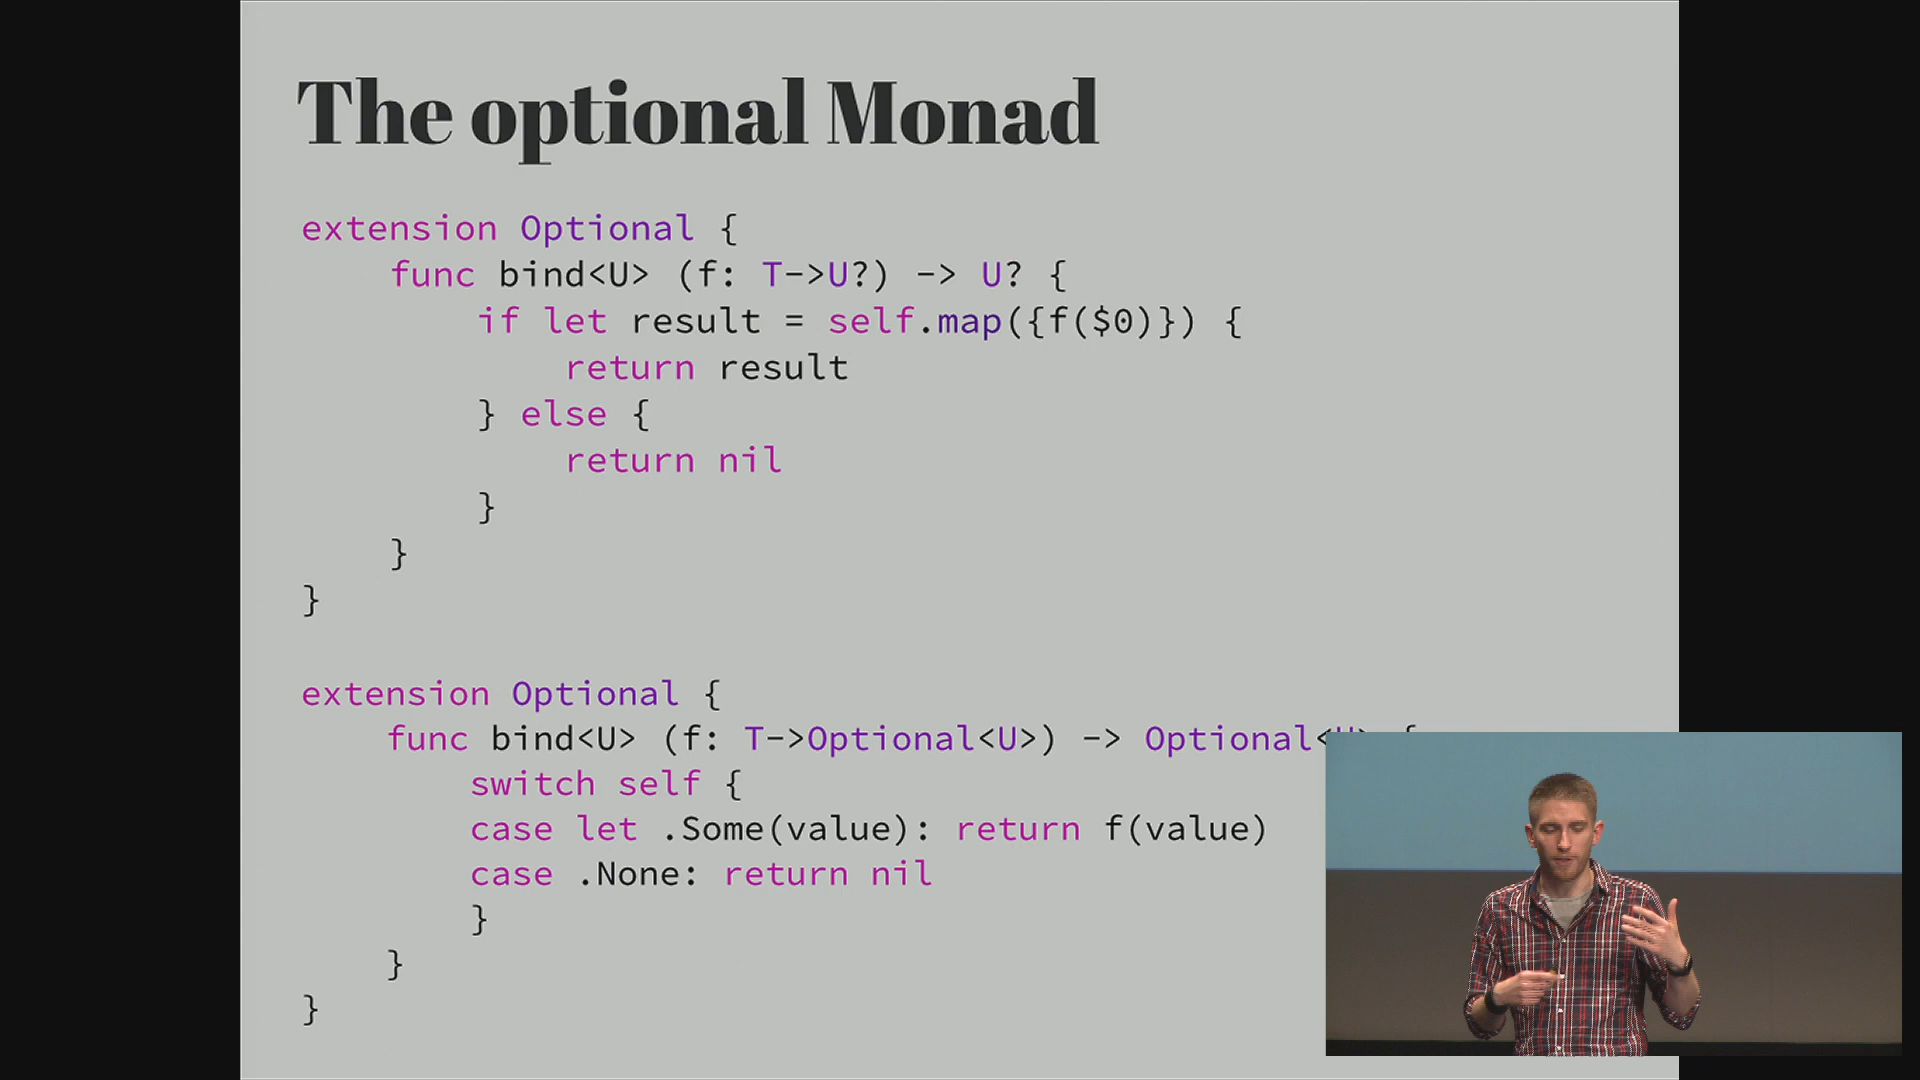 The optional Monad
extension Optional {
func bind<U> (f: T->U?) -> U? {
if let result = self.map({f($0)}) {
return result
} else {
return nil
}
}
}
extension Optional {
func bind<U> (f: T->Optional<U>) -> Optional<U> {
switch self {
case let .Some(value): return f(value)
case .None: return nil
}
}
}